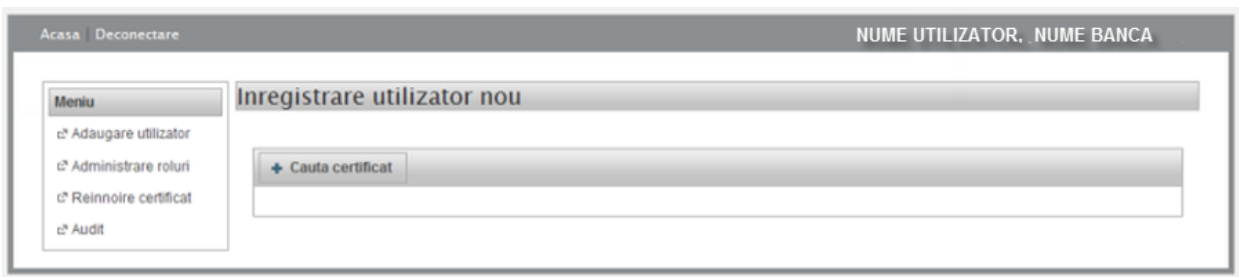 Acasa | Deconectare
NUME UTILIZATOR, NUME BANCA
Meniu
Adaugare utilizator
Administrare roluri
Reinnoire certificat
Audit
Inregistrare utilizator nou
Cauta certificat